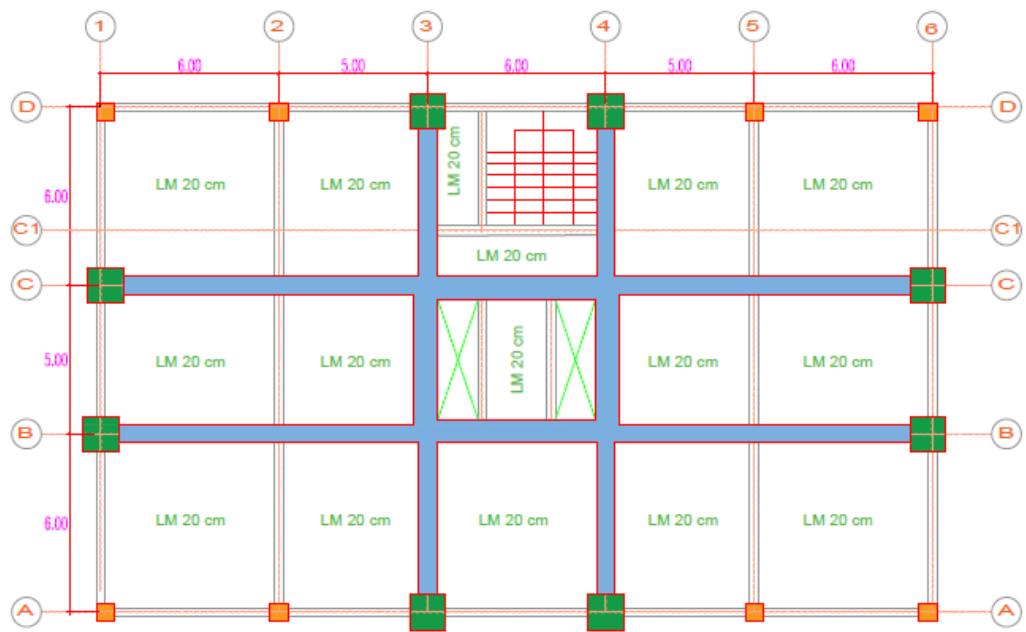 1 2 3 4 5 6
6.00 5.00 6.00 5.00 6.00
D D
LM 20 cm
LM 20 cm LM 20 cm LM 20 cm LM 20 cm
6.00
C1 C1
LM 20 cm
C C
5.00
LM 20 cm LM 20 cm LM 20 cm LM 20 cm LM 20 cm
B B
6.00
LM 20 cm LM 20 cm LM 20 cm LM 20 cm LM 20 cm
A A